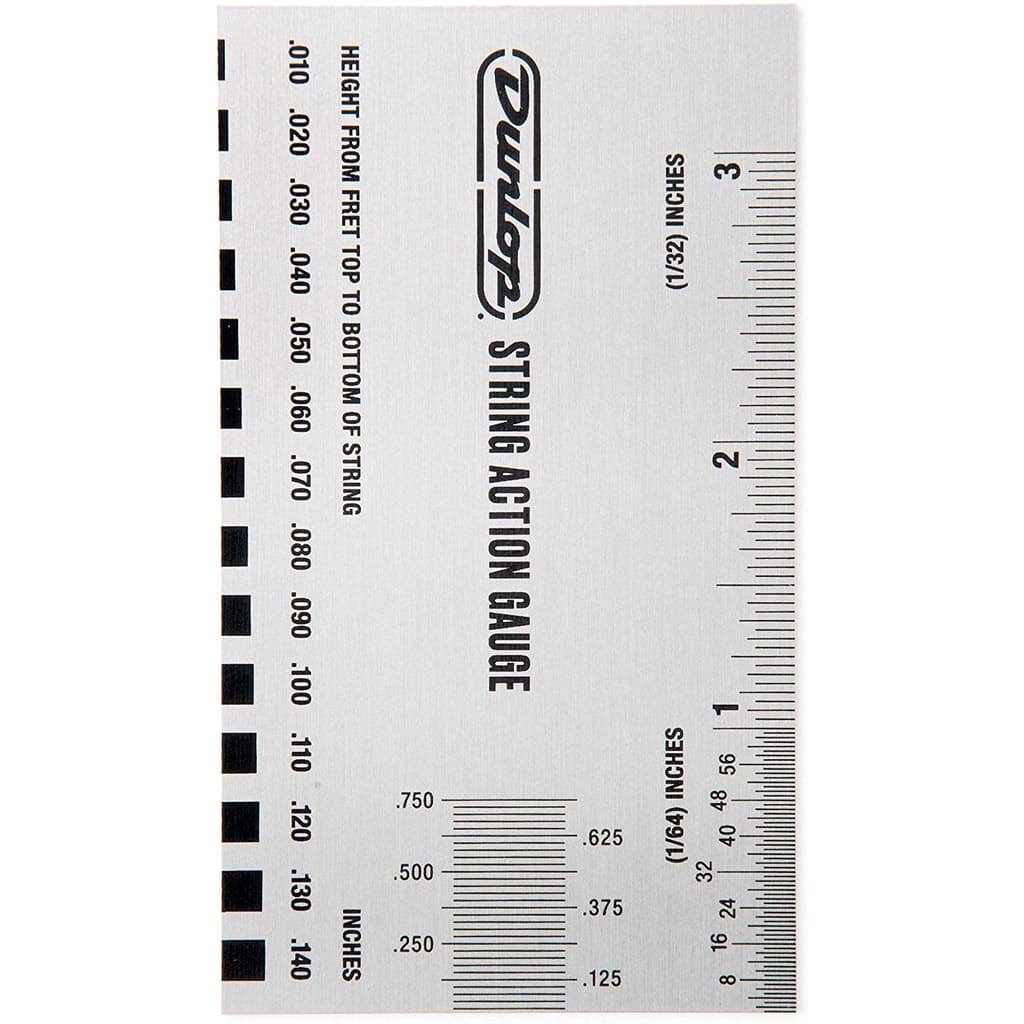 .010 .020 .030 .040 .050 .060 .070 .080 .090 .100 .110 .120 .130 .140
HEIGHT FROM FRET TOP TO BOTTOM OF STRING
INCHES
Dunlop
STRING ACTION GAUGE
.750
.625
.500
.375
.250
.125
(1/32) INCHES
(1/64) INCHES
3
2
1
56
48
40
32
24
16
8